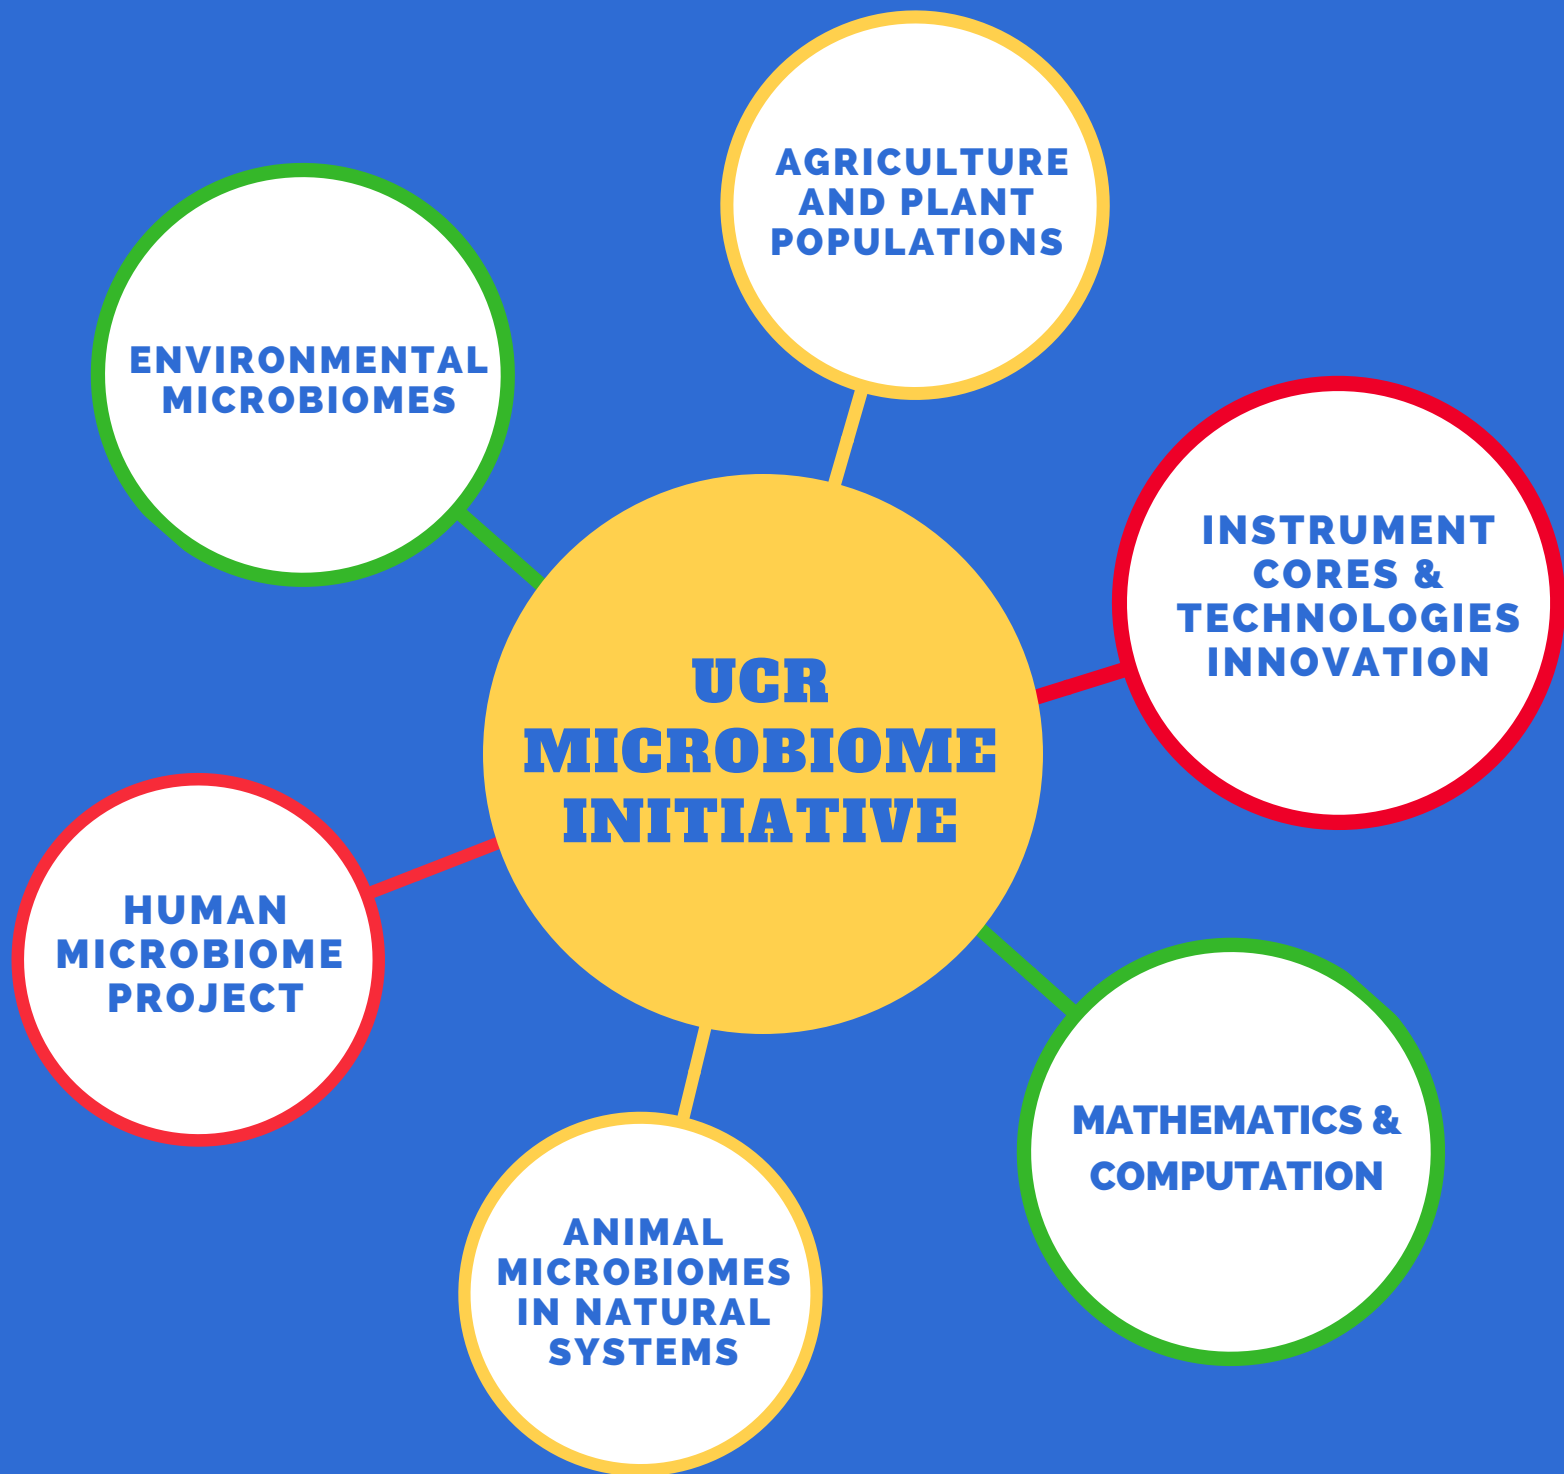 AGRICULTURE
AND PLANT
POPULATIONS
ENVIRONMENTAL
MICROBIOMES
INSTRUMENT
CORES &
TECHNOLOGIES
INNOVATION
UCR
MICROBIOME
INITIATIVE
HUMAN
MICROBIOME
PROJECT
MATHEMATICS &
COMPUTATION
ANIMAL
MICROBIOMES
IN NATURAL
SYSTEMS